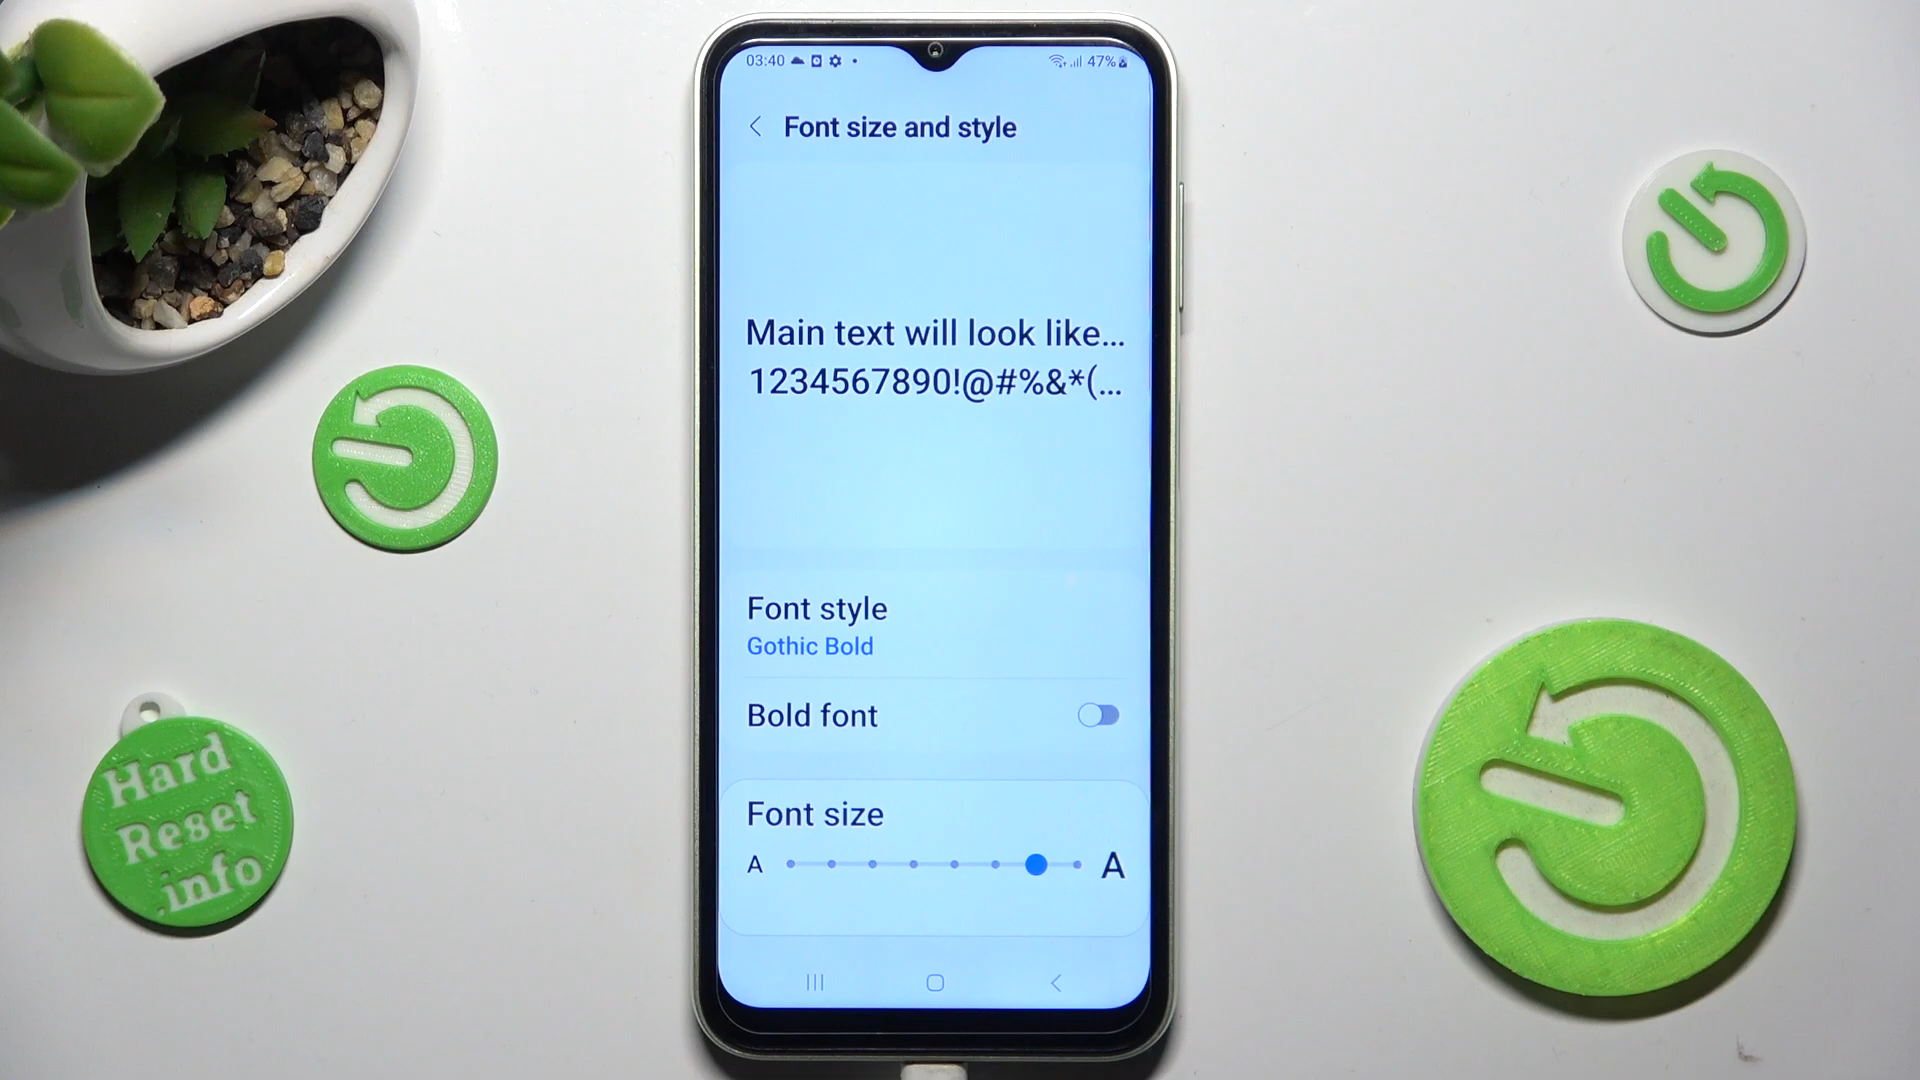 03:40
47%
Font size and style
Main text will look like...
1234567890!@#%&*(...
Font style
Gothic Bold
Bold font
Font size
A A
Hard
Reset
.info